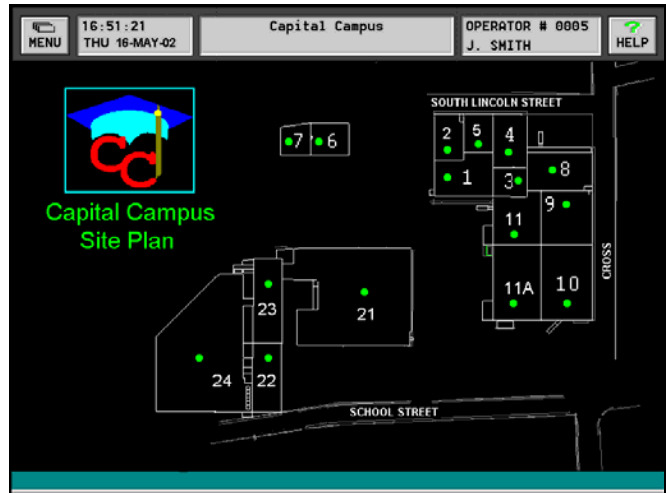 MENU
16:51:21
THU 16-MAY-02
Capital Campus
OPERATOR # 0005
J. SMITH
?
HELP
SOUTH LINCOLN STREET
CC
Capital Campus
Site Plan
7
6
2
5
4
1
3
8
11
9
CROSS
11A
10
23
21
24
22
SCHOOL STREET